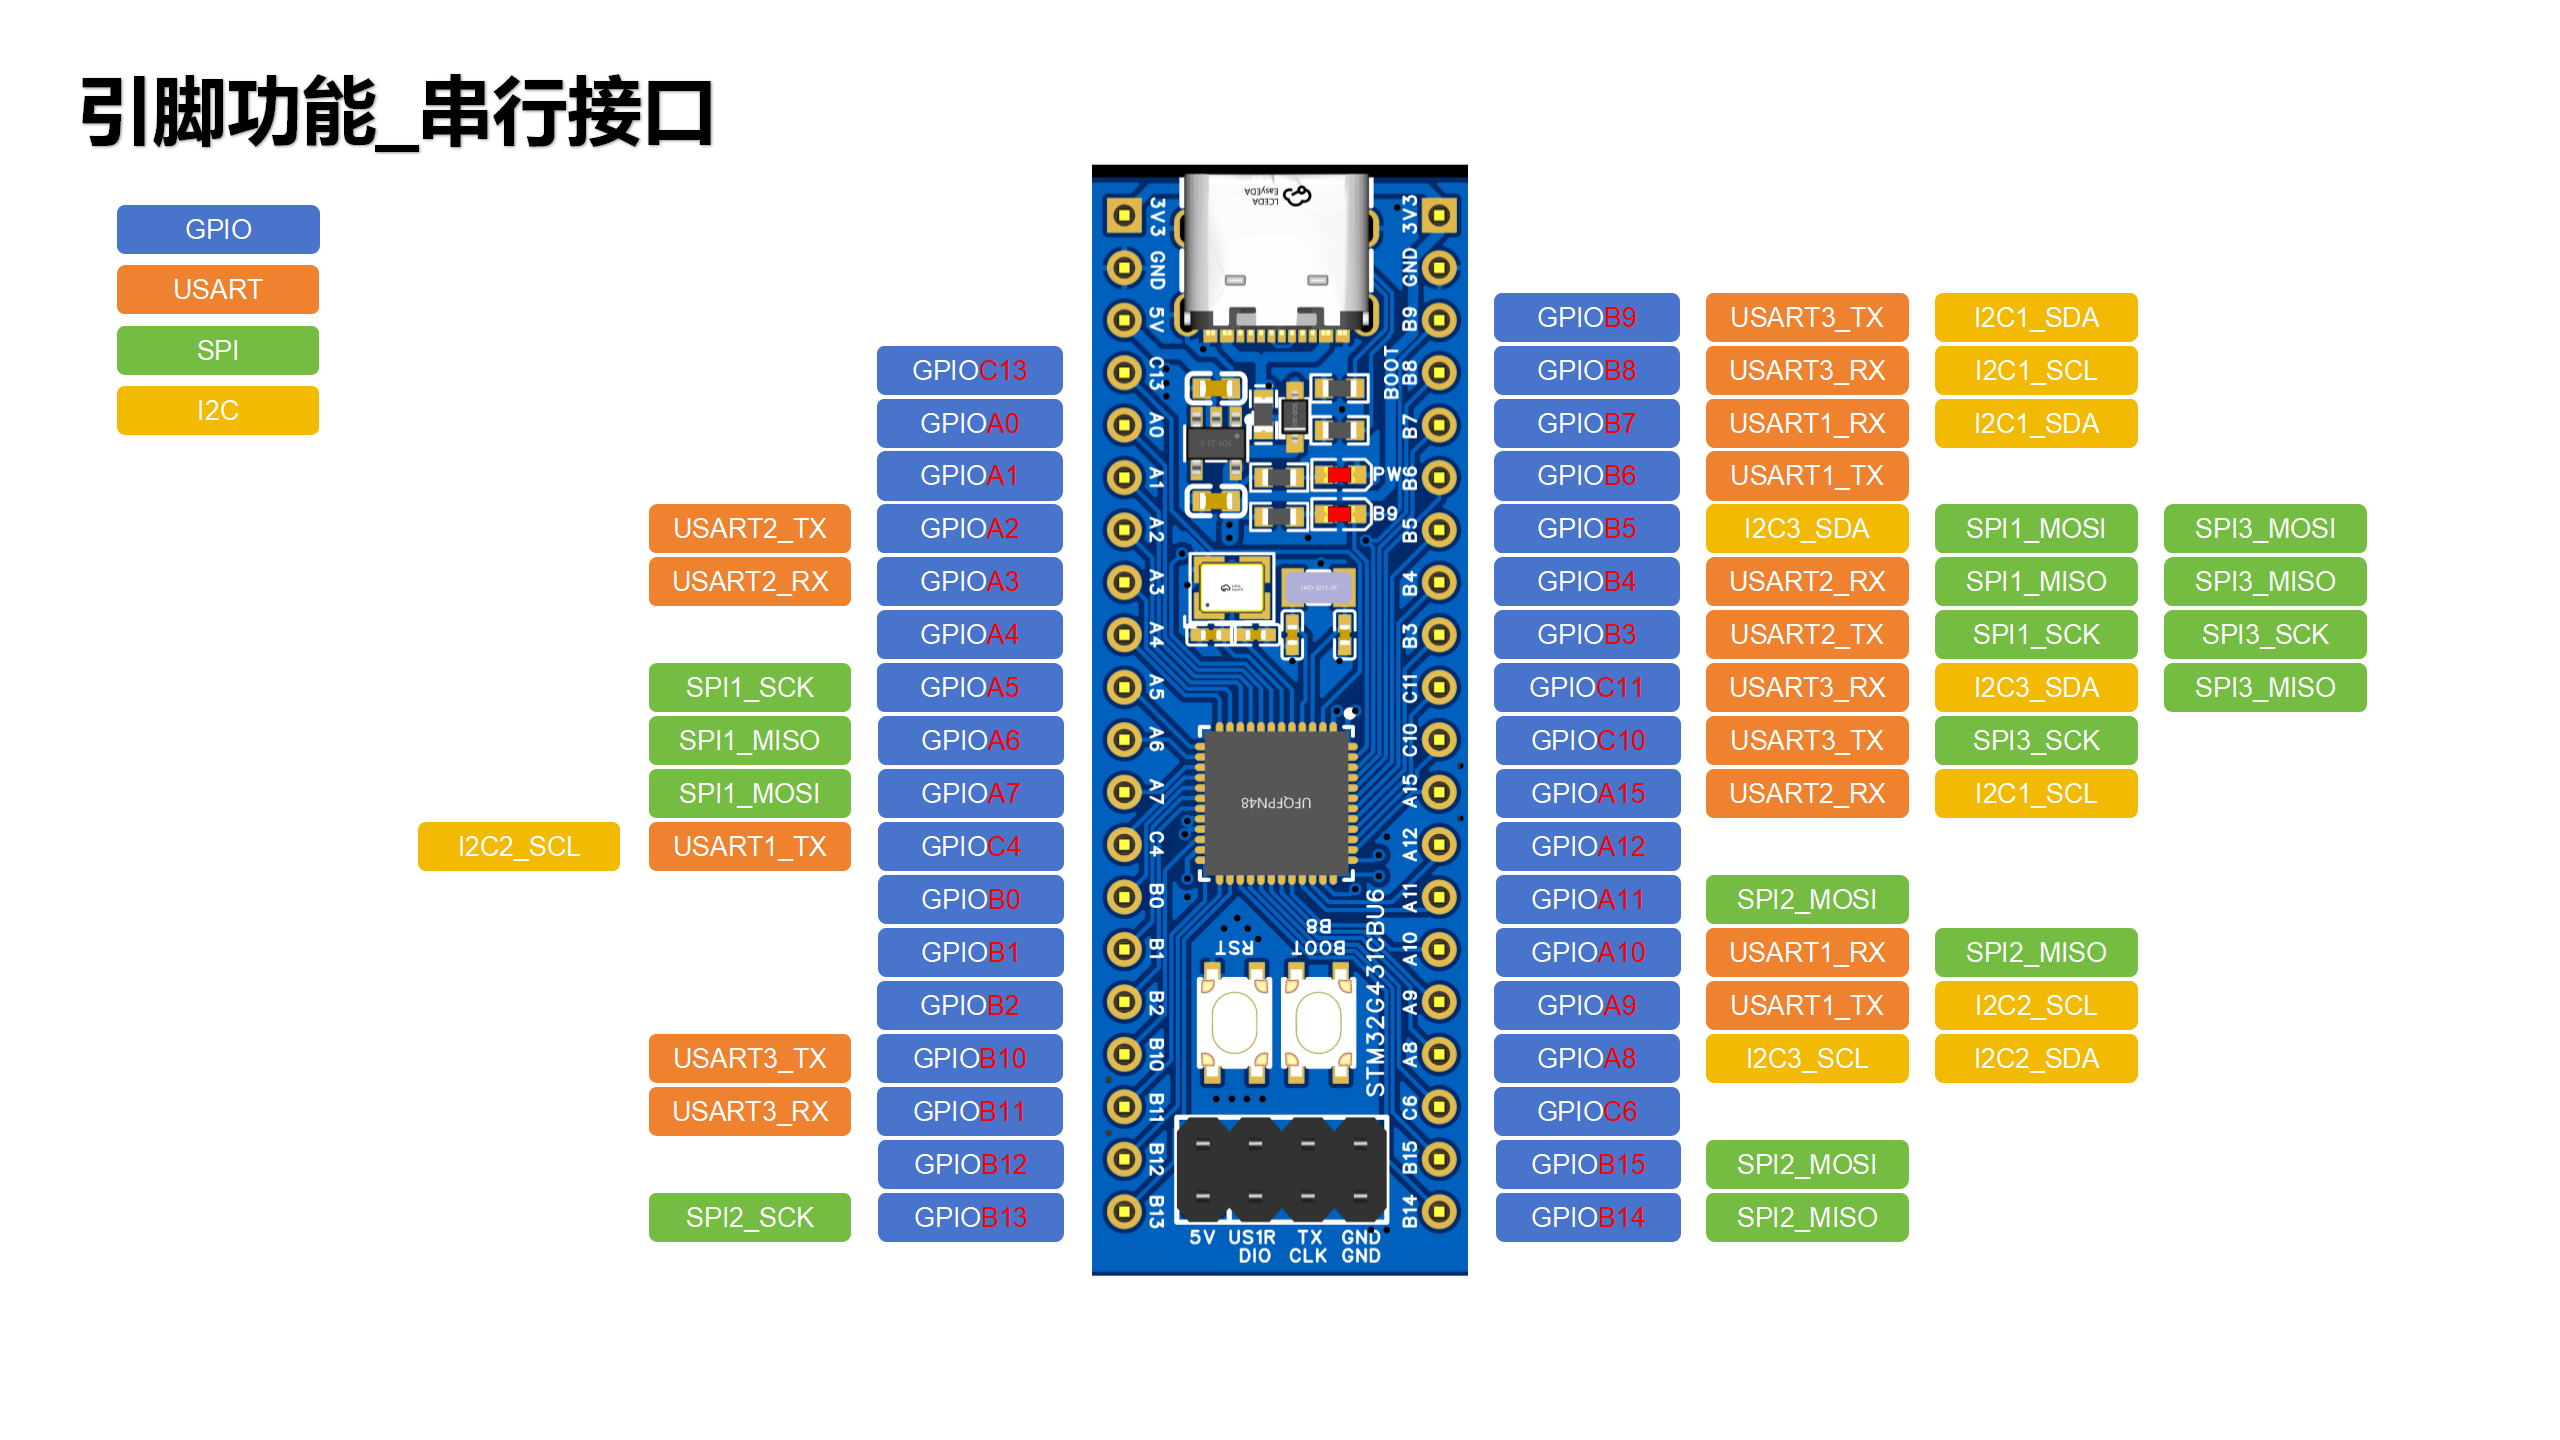 引脚功能_串行接口
GPIO
USART
SPI
I2C
GPIOC13
GPIOA0
GPIOA1
USART2_TX GPIOA2
USART2_RX GPIOA3
GPIOA4
SPI1_SCK GPIOA5
SPI1_MISO GPIOA6
SPI1_MOSI GPIOA7
I2C2_SCL USART1_TX GPIOC4
GPIOB0
GPIOB1
GPIOB2
USART3_TX GPIOB10
USART3_RX GPIOB11
GPIOB12
SPI2_SCK GPIOB13
3V3
GND
5V
C13
A0
A1
A2
A3
A4
A5
A6
A7
C4
B0
B1
B2
B10
B11
B12
B13
LCEDA
EasyEDA
BOOT
PW
B9
UFQFPN48
RST
BOOT
B8
STM32G431CBU6
5V US1R TX GND
DIO CLK GND
3V3
GND
B9
B8
B7
B6
B5
B4
B3
C11
C10
A15
A12
A11
A10
A9
A8
C6
B15
B14
GPIOB9 USART3_TX I2C1_SDA
GPIOB8 USART3_RX I2C1_SCL
GPIOB7 USART1_RX I2C1_SDA
GPIOB6 USART1_TX
GPIOB5 I2C3_SDA SPI1_MOSI SPI3_MOSI
GPIOB4 USART2_RX SPI1_MISO SPI3_MISO
GPIOB3 USART2_TX SPI1_SCK SPI3_SCK
GPIOC11 USART3_RX I2C3_SDA SPI3_MISO
GPIOC10 USART3_TX SPI3_SCK
GPIOA15 USART2_RX I2C1_SCL
GPIOA12
GPIOA11 SPI2_MOSI
GPIOA10 USART1_RX SPI2_MISO
GPIOA9 USART1_TX I2C2_SCL
GPIOA8 I2C3_SCL I2C2_SDA
GPIOC6
GPIOB15 SPI2_MOSI
GPIOB14 SPI2_MISO